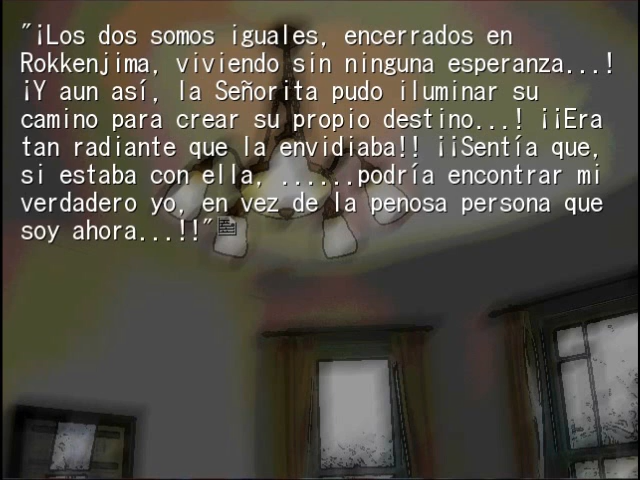 "¡Los dos somos iguales, encerrados en
Rokkenjima, viviendo sin ninguna esperanza...!
¡Y aun así, la Señorita pudo iluminar su
camino para crear su propio destino...! ¡¡Era
tan radiante que la envidiaba!! ¡¡Sentía que,
si estaba con ella, ......podría encontrar mi
verdadero yo, en vez de la penosa persona que
soy ahora...!!"